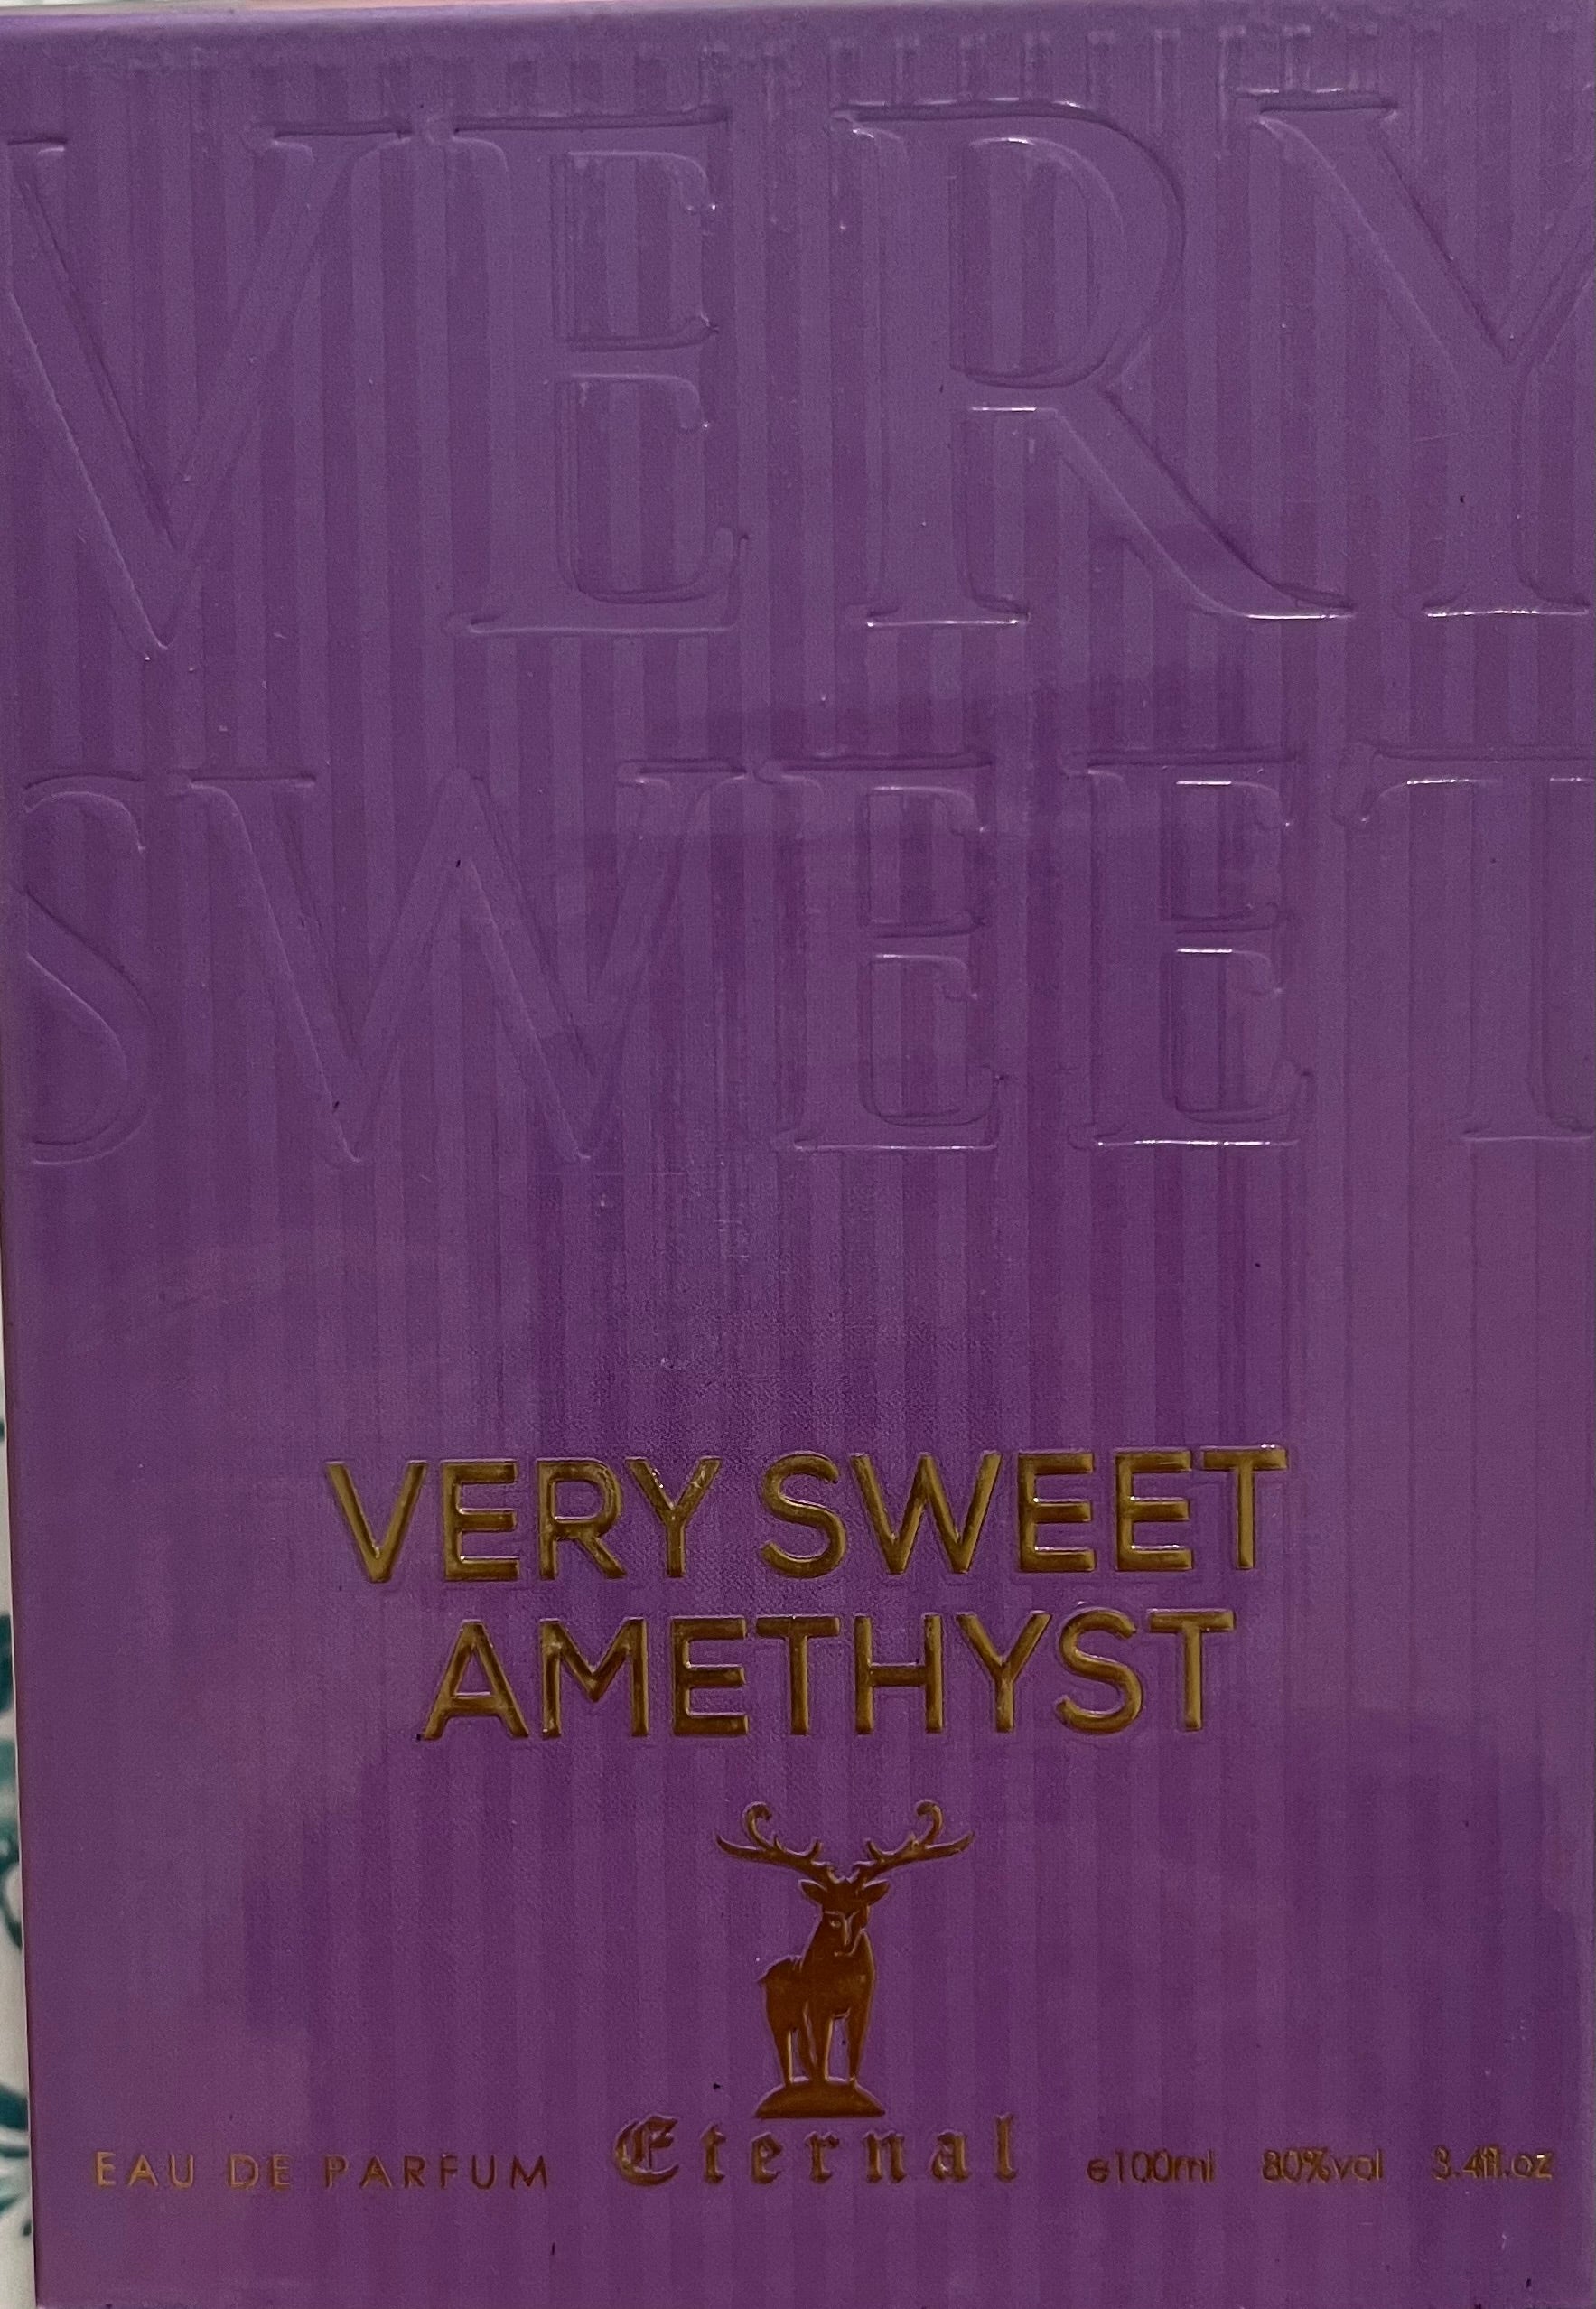 VERY
SWEET
VERY SWEET
AMETHYST
Eternal
EAU DE PARFUM
e100ml 80%vol 3.4fl.oz